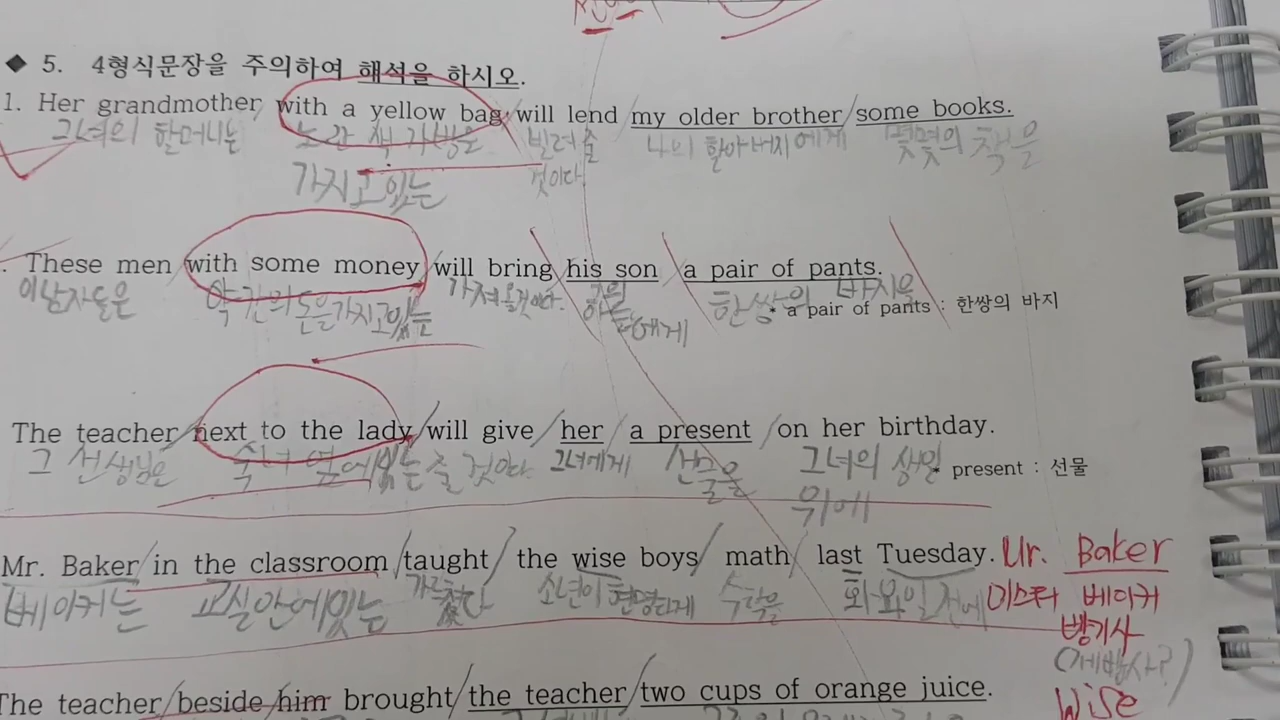 ◆ 5. 4형식문장을 주의하여 해석을 하시오.
1. Her grandmother with a yellow bag will lend my older brother some books.
그녀의 할머니는 노란색 가방을 빌려줄 나의 할아버지에게 몇몇의 책을
가지고 있는 것이다
. These men with some money will bring his son a pair of pants.
이 남자들은 약간의 돈을 가지고 있는 가져올 것이다. 그의 한쌍의 바지을
아들에게
* a pair of pants : 한쌍의 바지
The teacher next to the lady will give her a present on her birthday.
그 선생님은 숙녀 옆에 있는 줄 것이다 그녀에게 선물을 그녀의 생일
위에
* present : 선물
Mr. Baker in the classroom taught the wise boys math last Tuesday. Mr. Baker
베이커는 교실안에있는 가르쳤다 소년이 현명하게 수학을 화요일 전에 미스터 베이커
빵기사
(제빵사?)
The teacher beside him brought the teacher two cups of orange juice.
Wise